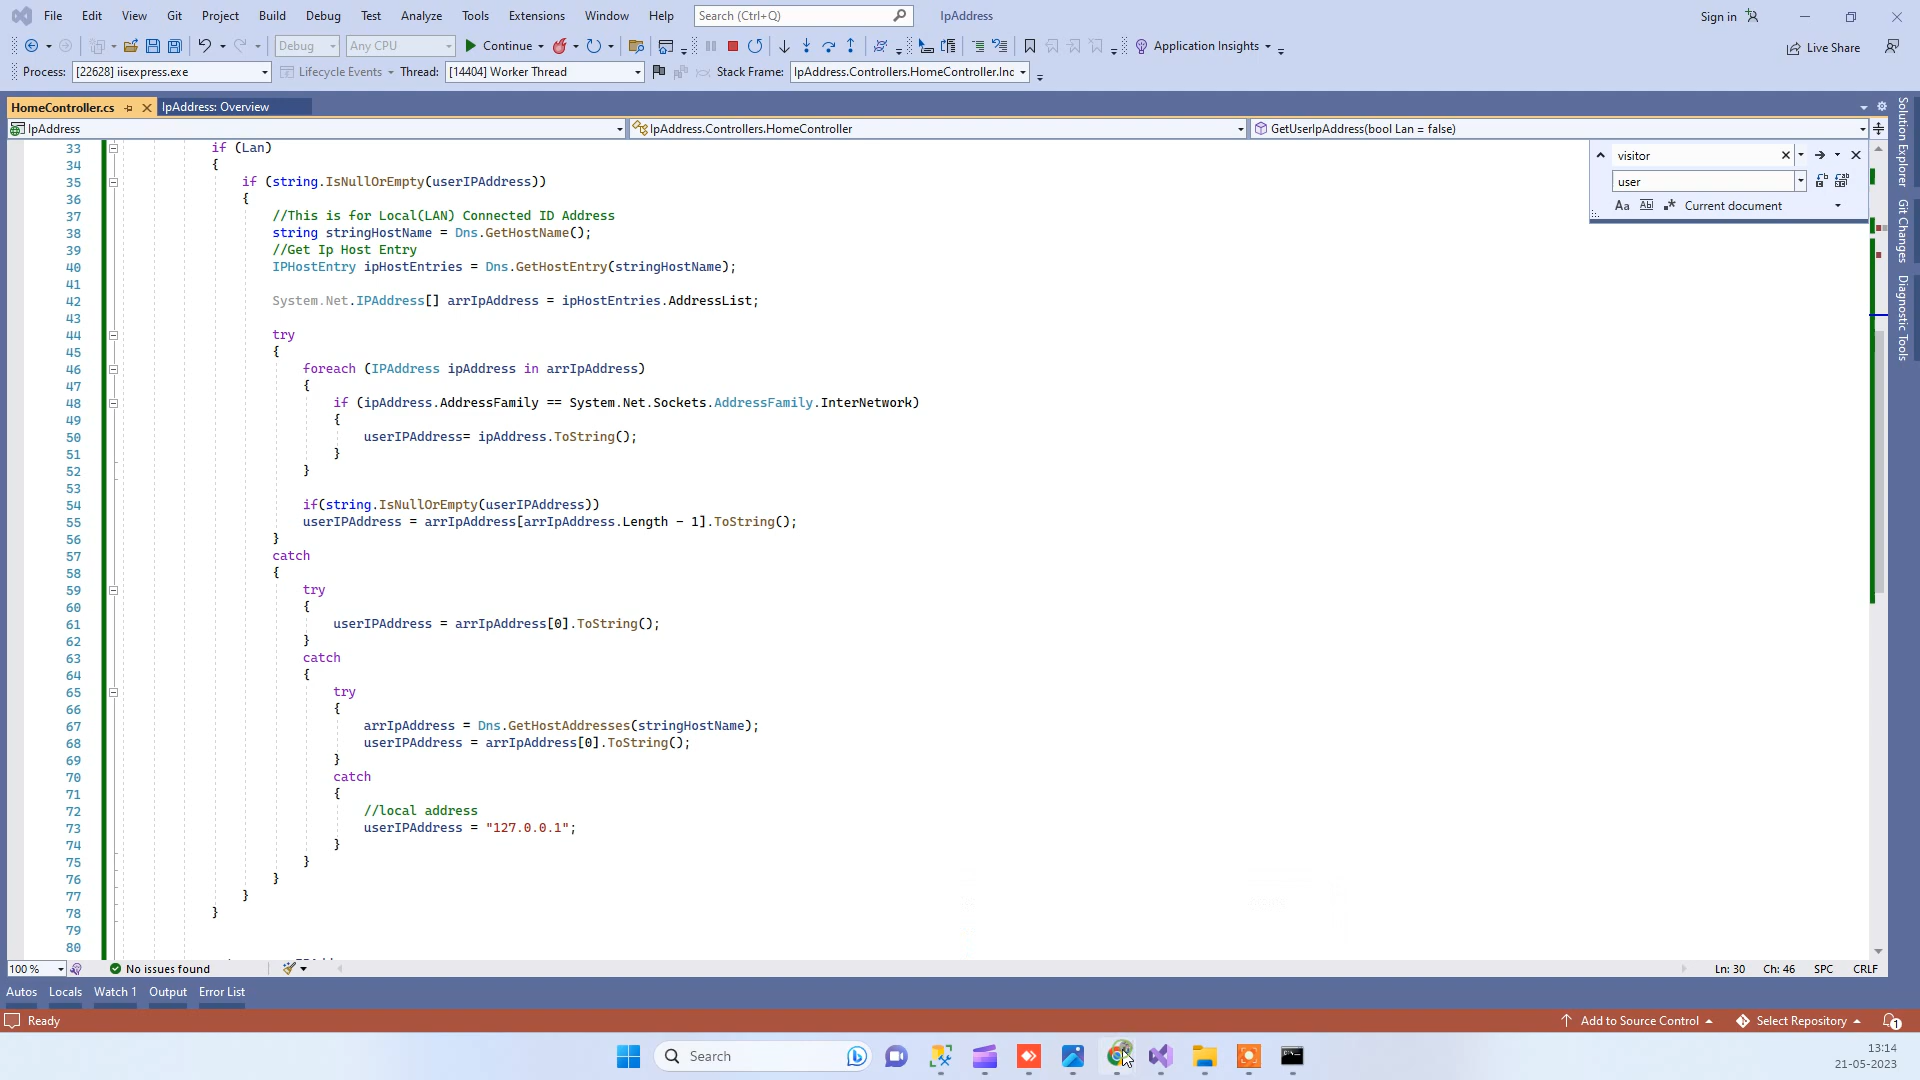 File Edit View Git Project Build Debug Test Analyze Tools Extensions Window Help Search (Ctrl+Q) IpAddress Sign in
Debug Any CPU Continue Application Insights Live Share
Process: [22628] iisexpress.exe Lifecycle Events Thread: [14404] Worker Thread Stack Frame: IpAddress.Controllers.HomeController.Inc
HomeController.cs IpAddress: Overview
IpAddress IpAddress.Controllers.HomeController GetUserIpAddress(bool Lan = false)
visitor
user
Aa Ab Current document
Solution Explorer
Git Changes
Diagnostic Tools
33 if (Lan)
34 {
35 if (string.IsNullOrEmpty(userIPAddress))
36 {
37 //This is for Local(LAN) Connected ID Address
38 string stringHostName = Dns.GetHostName();
39 //Get Ip Host Entry
40 IPHostEntry ipHostEntries = Dns.GetHostEntry(stringHostName);
41
42 System.Net.IPAddress[] arrIpAddress = ipHostEntries.AddressList;
43
44 try
45 {
46 foreach (IPAddress ipAddress in arrIpAddress)
47 {
48 if (ipAddress.AddressFamily == System.Net.Sockets.AddressFamily.InterNetwork)
49 {
50 userIPAddress= ipAddress.ToString();
51 }
52 }
53
54 if(string.IsNullOrEmpty(userIPAddress))
55 userIPAddress = arrIpAddress[arrIpAddress.Length - 1].ToString();
56 }
57 catch
58 {
59 try
60 {
61 userIPAddress = arrIpAddress[0].ToString();
62 }
63 catch
64 {
65 try
66 {
67 arrIpAddress = Dns.GetHostAddresses(stringHostName);
68 userIPAddress = arrIpAddress[0].ToString();
69 }
70 catch
71 {
72 //local address
73 userIPAddress = "127.0.0.1";
74 }
75 }
76 }
77 }
78 }
79
80
100 % No issues found Ln: 30 Ch: 46 SPC CRLF
Autos Locals Watch 1 Output Error List
Ready Add to Source Control Select Repository 1
Search
13:14
21-05-2023